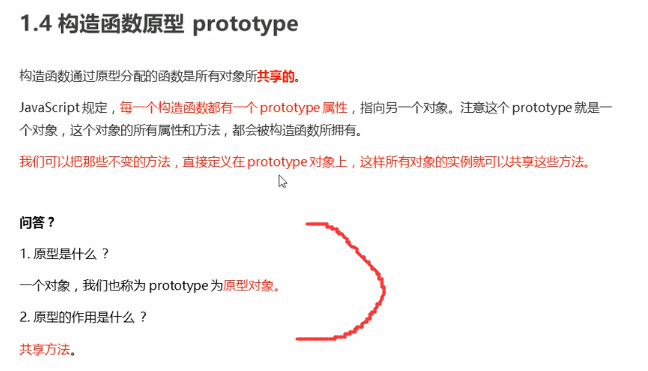 1.4 构造函数原型 prototype
构造函数通过原型分配的函数是所有对象所共享的。
JavaScript 规定，每一个构造函数都有一个 prototype 属性，指向另一个对象。注意这个 prototype 就是一
个对象，这个对象的所有属性和方法，都会被构造函数所拥有。
我们可以把那些不变的方法，直接定义在 prototype 对象上，这样所有对象的实例就可以共享这些方法。
问答？
1. 原型是什么 ？
一个对象，我们也称为 prototype 为原型对象。
2. 原型的作用是什么 ？
共享方法。